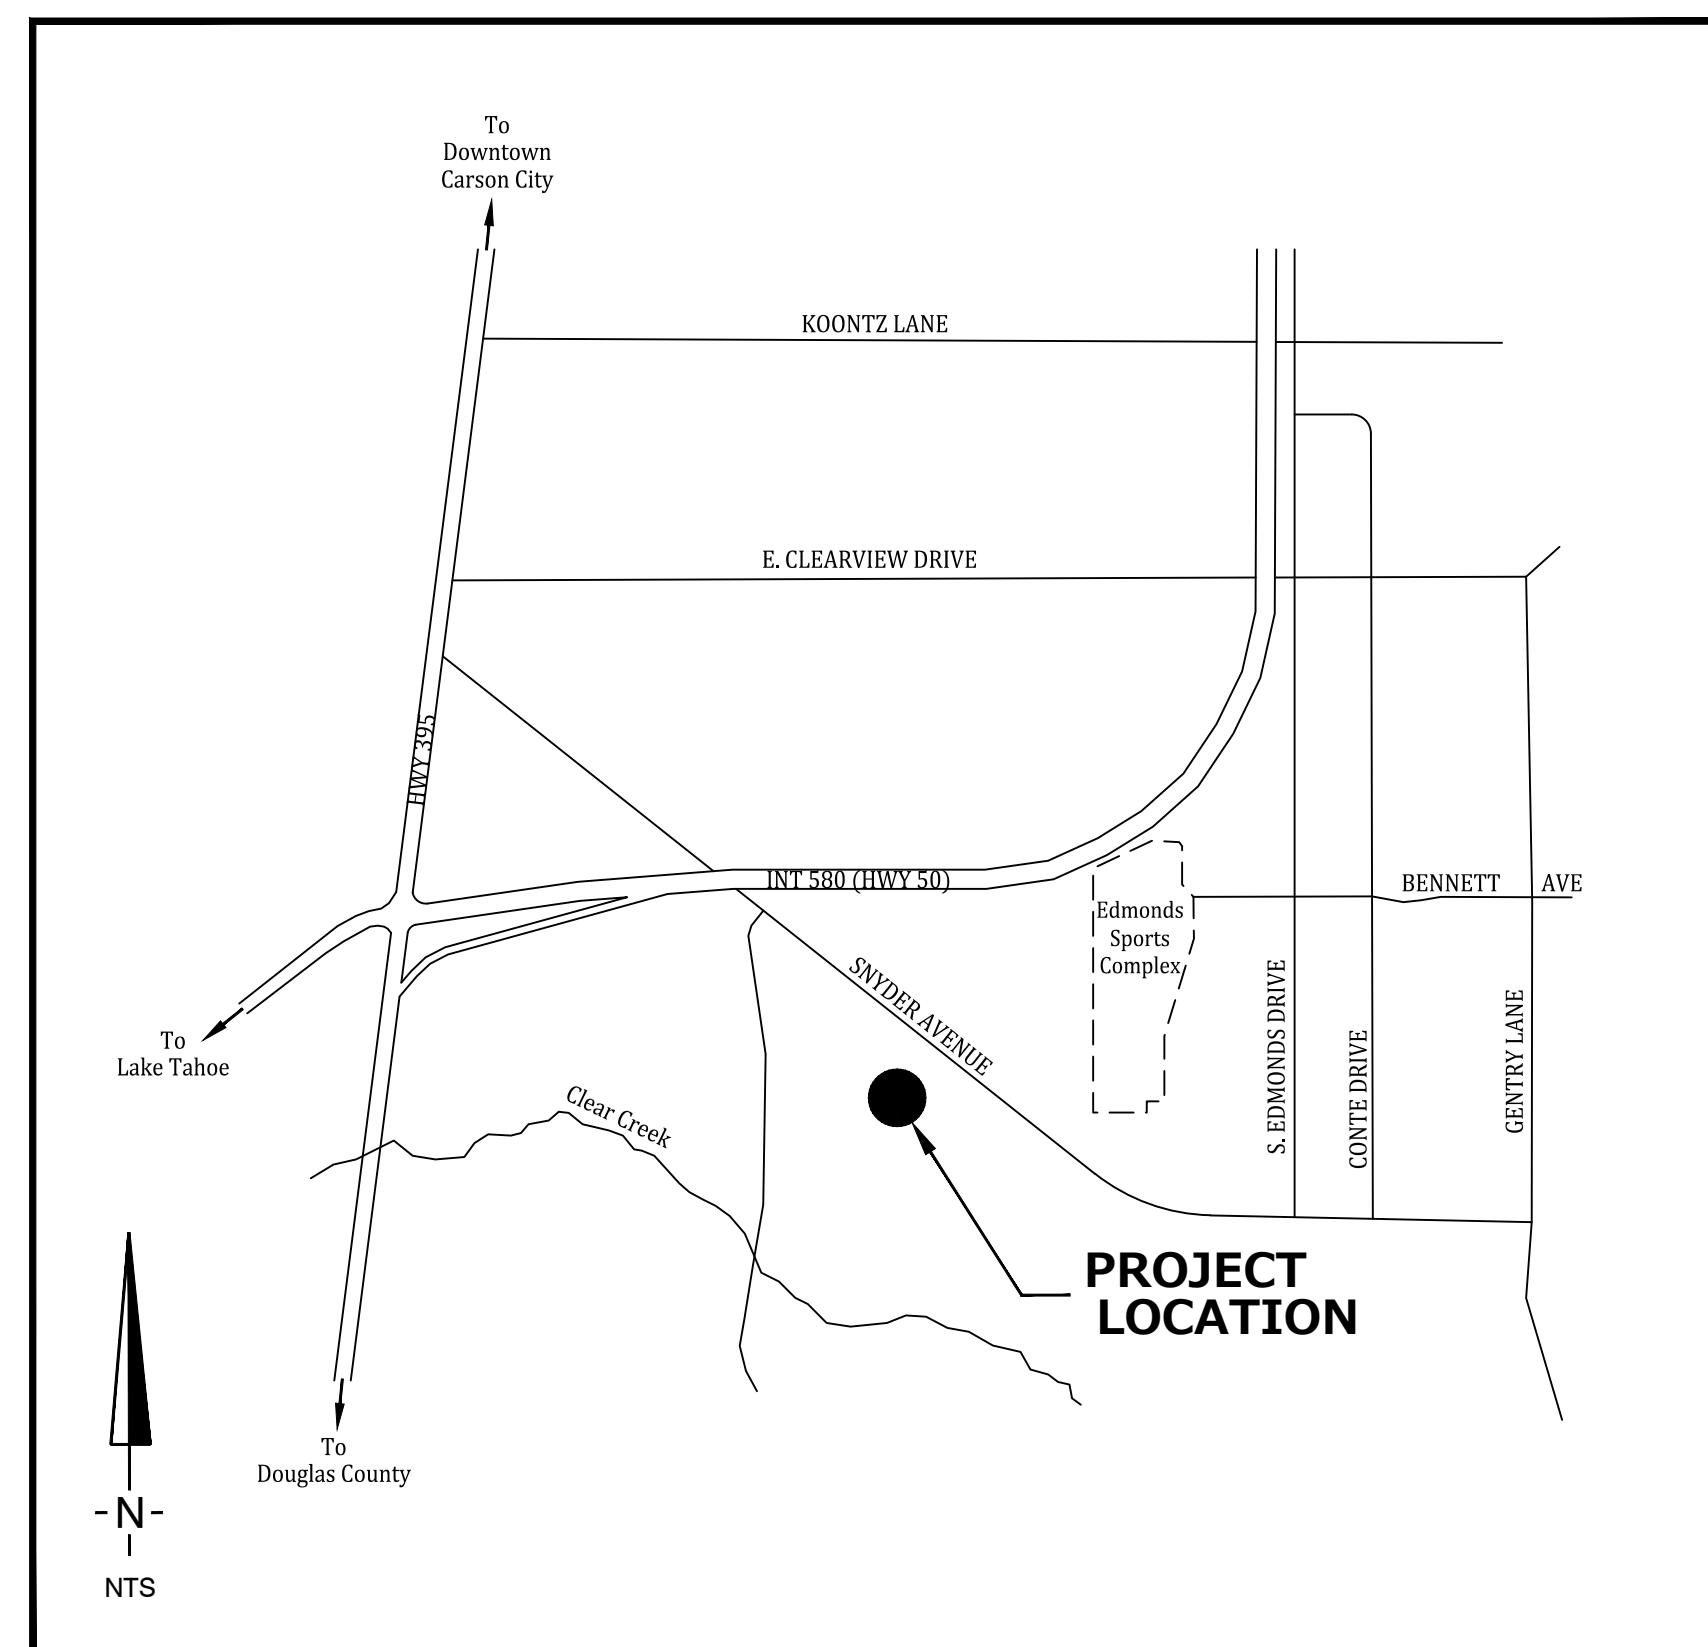 To
Downtown
Carson City
KOONTZ LANE
E. CLEARVIEW DRIVE
HWY 395
INT 580 (HWY 50)
BENNETT AVE
Edmonds
Sports
Complex
SNYDER AVENUE
S. EDMONDS DRIVE
CONTE DRIVE
GENTRY LANE
To
Lake Tahoe
Clear Creek
PROJECT
LOCATION
To
Douglas County
-N-
NTS